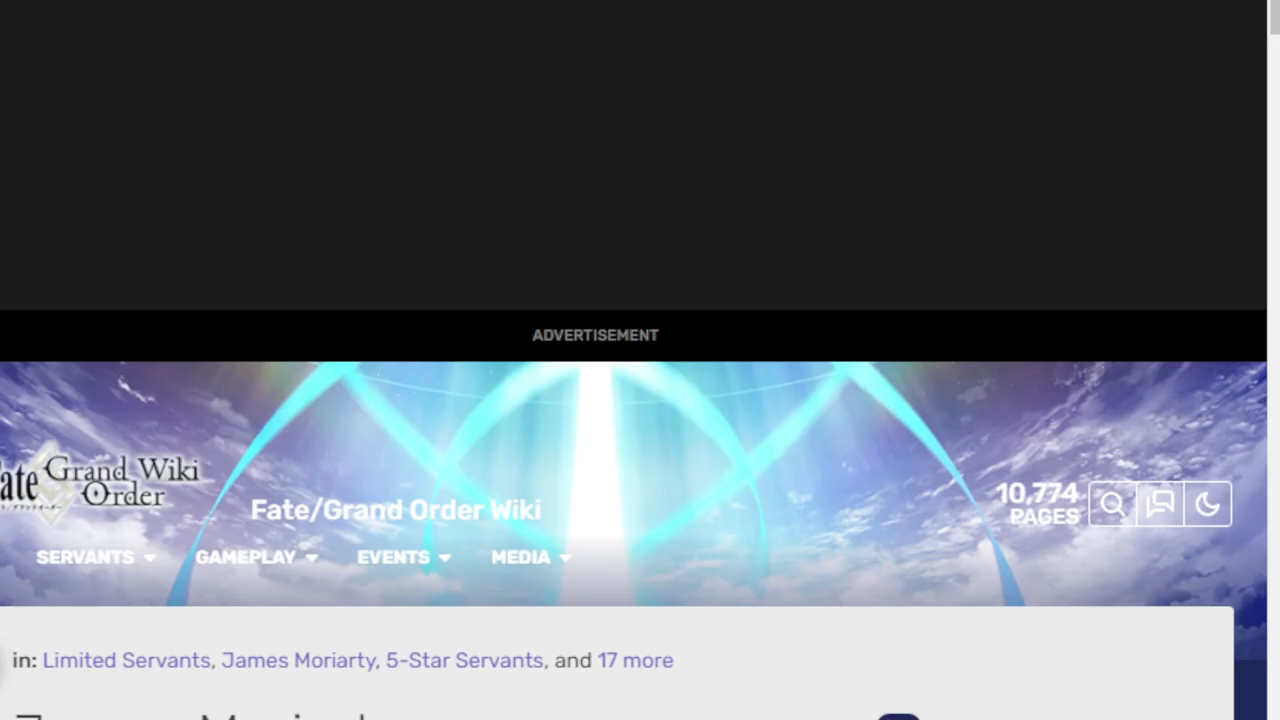 ADVERTISEMENT
Grand Wiki
Order
Fate/Grand Order Wiki
10,774
PAGES
SERVANTS
GAMEPLAY
EVENTS
MEDIA
in: Limited Servants, James Moriarty, 5-Star Servants, and 17 more